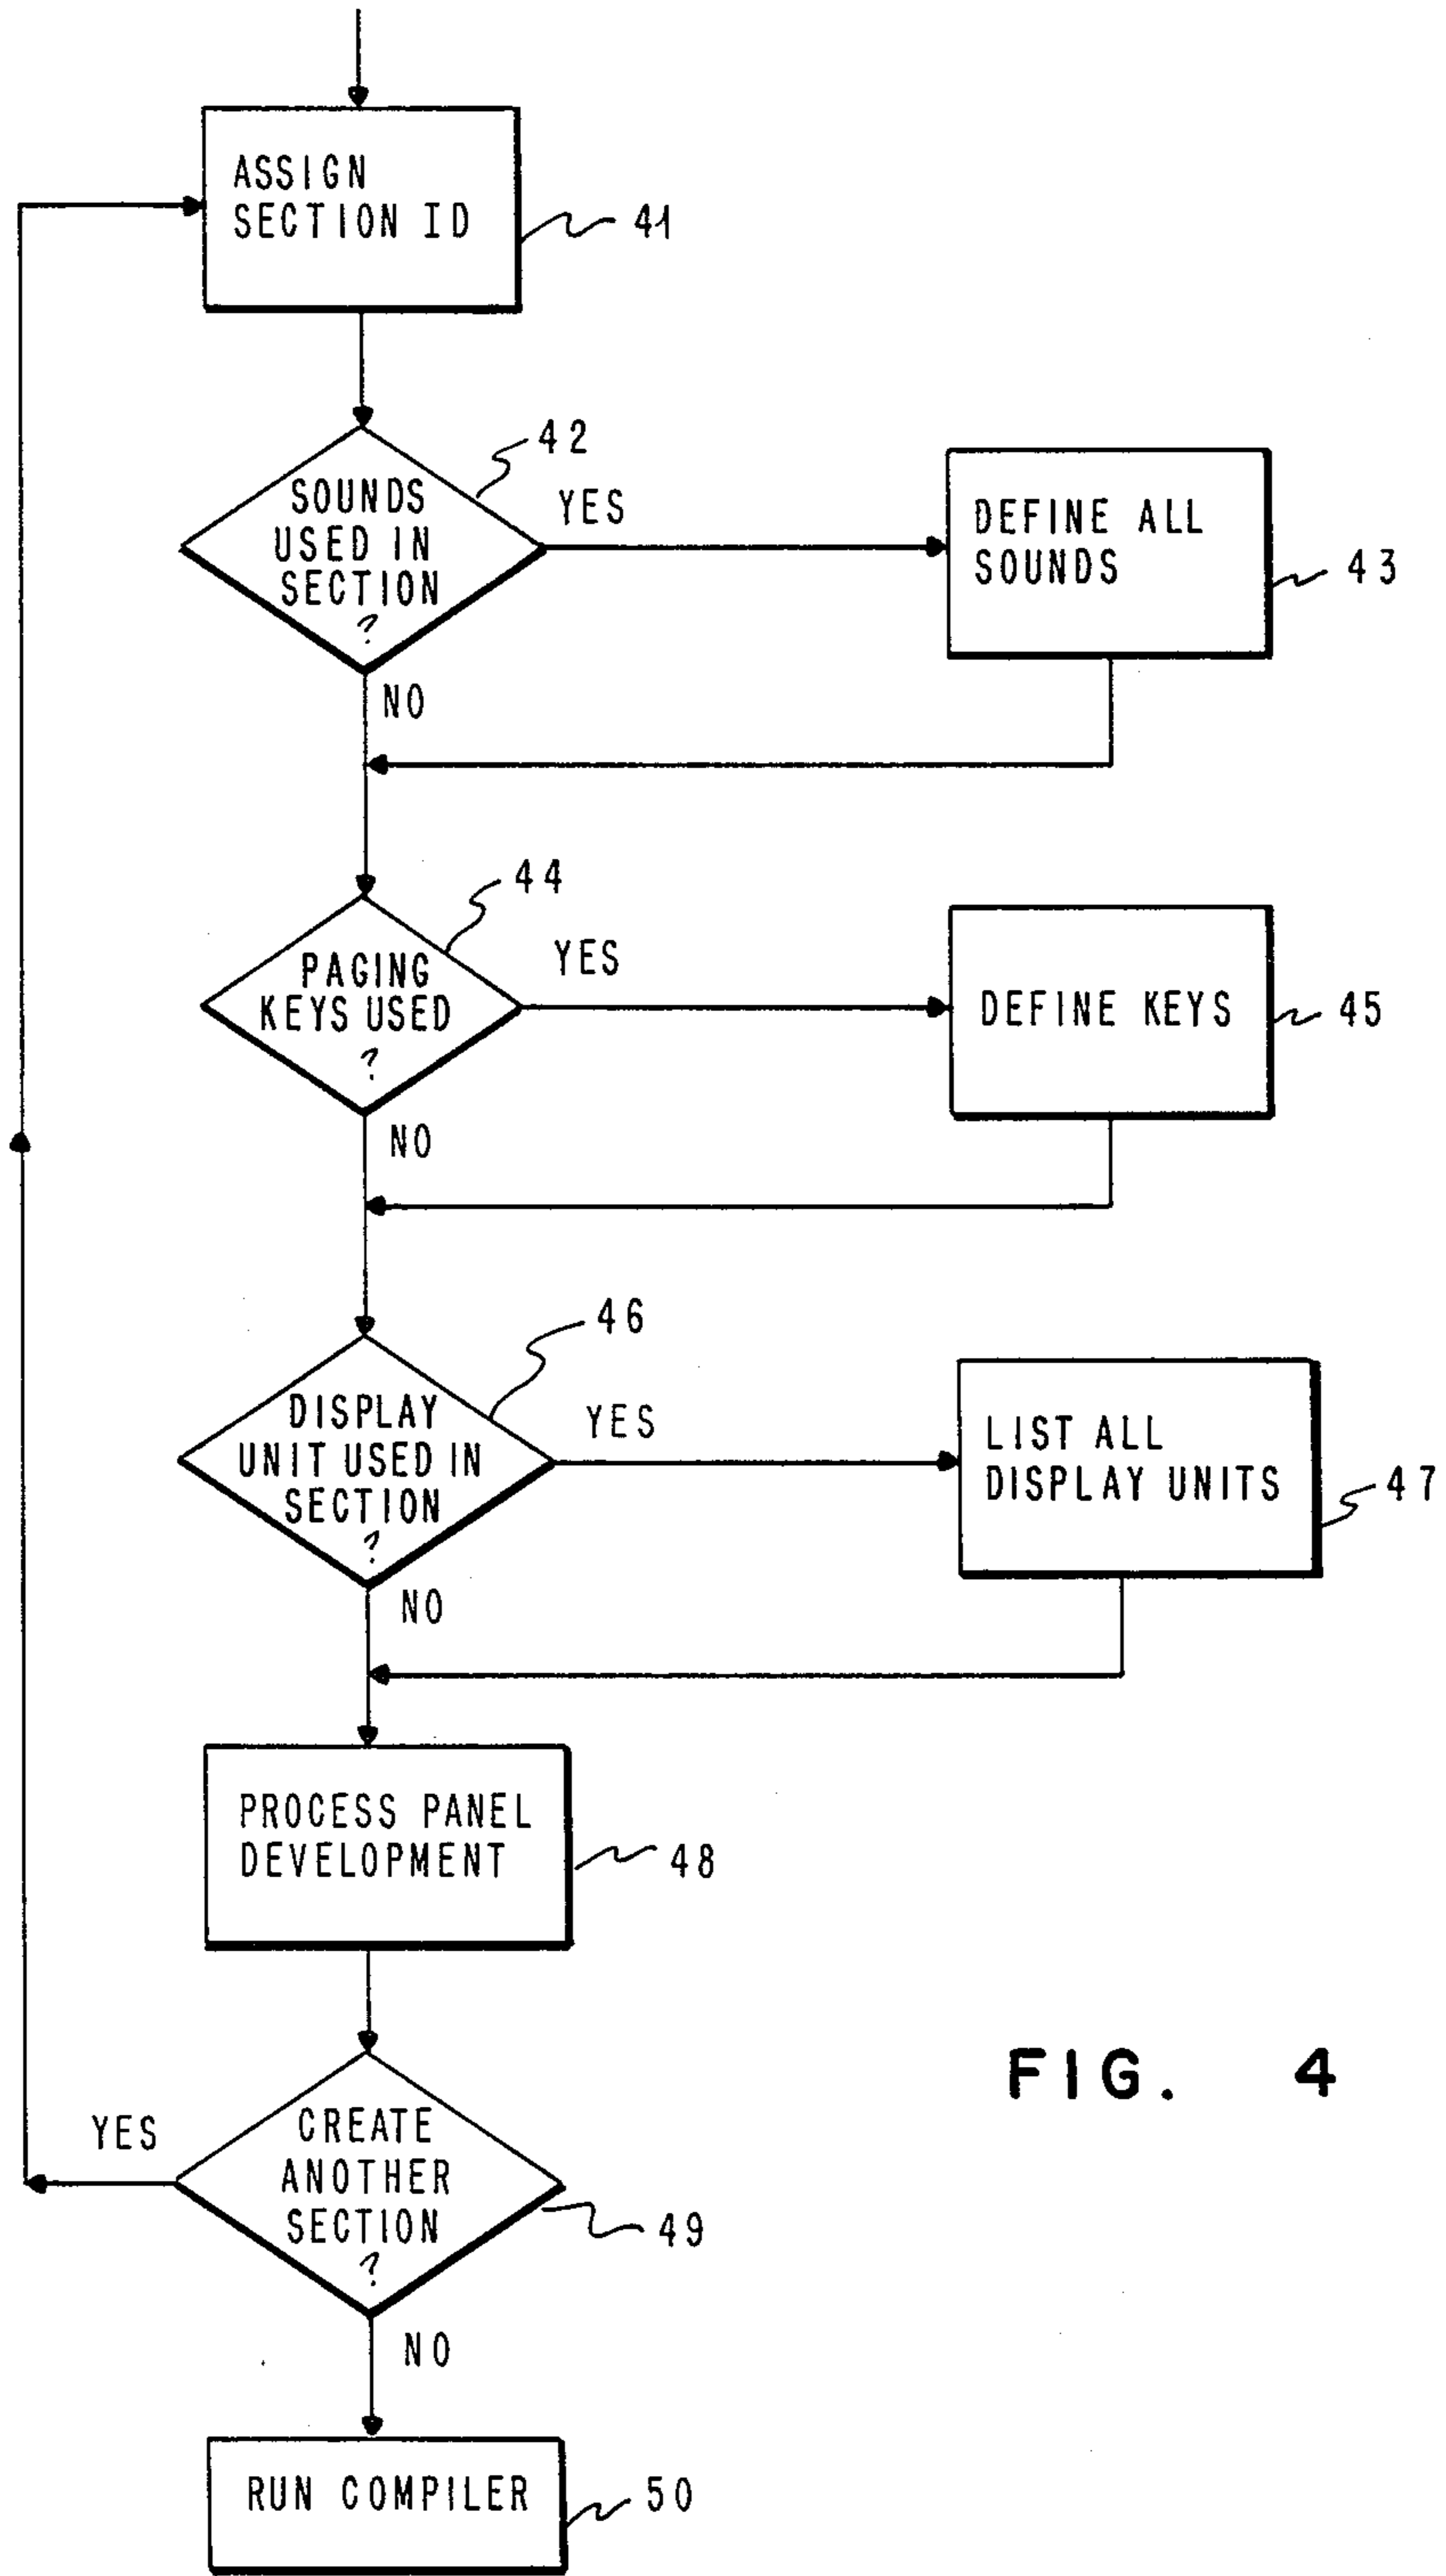 ASSIGN
SECTION ID
41
42
SOUNDS
USED IN
SECTION
?
YES
DEFINE ALL
SOUNDS
43
NO
44
PAGING
KEYS USED
?
YES
DEFINE KEYS
45
NO
46
DISPLAY
UNIT USED IN
SECTION
?
YES
LIST ALL
DISPLAY UNITS
47
NO
PROCESS PANEL
DEVELOPMENT
48
FIG. 4
YES
CREATE
ANOTHER
SECTION
?
49
NO
RUN COMPILER
50